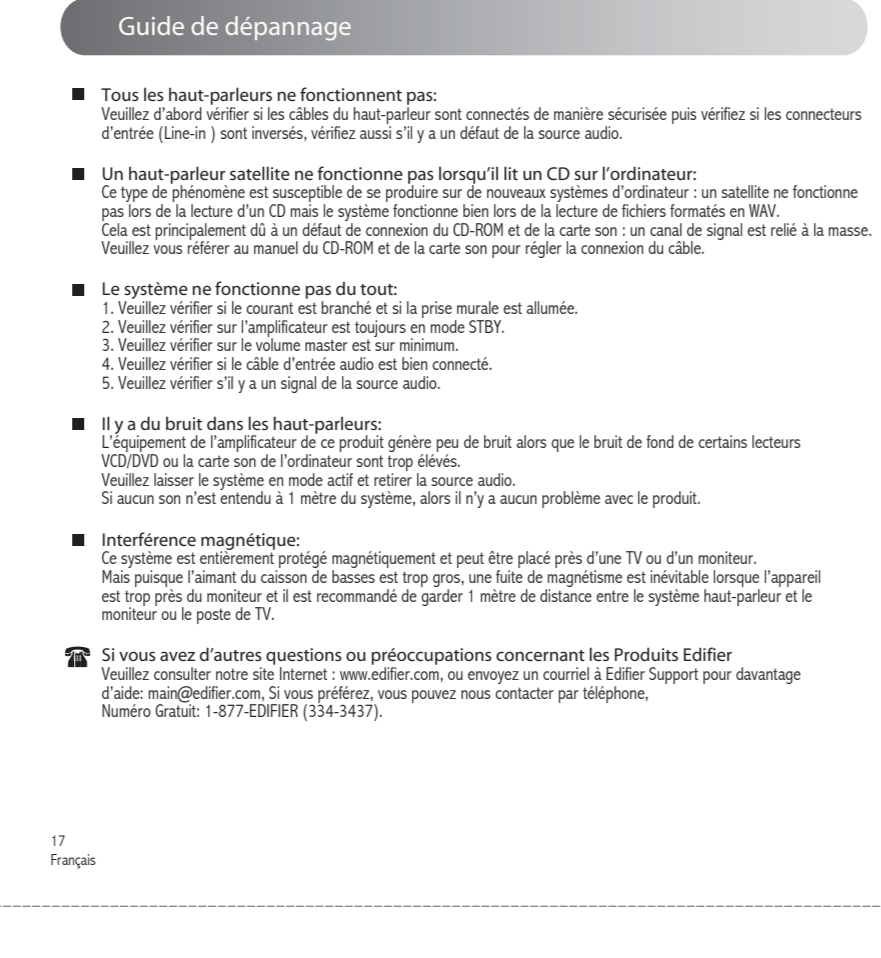 Guide de dépannage
Tous les haut-parleurs ne fonctionnent pas:
Veuillez d'abord vérifier si les câbles du haut-parleur sont connectés de manière sécurisée puis vérifiez si les connecteurs
d'entrée (Line-in ) sont inversés, vérifiez aussi s'il y a un défaut de la source audio.
Un haut-parleur satellite ne fonctionne pas lorsqu'il lit un CD sur l'ordinateur:
Ce type de phénomène est susceptible de se produire sur de nouveaux systèmes d'ordinateur : un satellite ne fonctionne
pas lors de la lecture d'un CD mais le système fonctionne bien lors de la lecture de fichiers formatés en WAV.
Cela est principalement dû à un défaut de connexion du CD-ROM et de la carte son : un canal de signal est relié à la masse.
Veuillez vous référer au manuel du CD-ROM et de la carte son pour régler la connexion du câble.
Le système ne fonctionne pas du tout:
1. Veuillez vérifier si le courant est branché et si la prise murale est allumée.
2. Veuillez vérifier sur l'amplificateur est toujours en mode STBY.
3. Veuillez vérifier sur le volume master est sur minimum.
4. Veuillez vérifier si le câble d'entrée audio est bien connecté.
5. Veuillez vérifier s'il y a un signal de la source audio.
Il y a du bruit dans les haut-parleurs:
L'équipement de l'amplificateur de ce produit génère peu de bruit alors que le bruit de fond de certains lecteurs
VCD/DVD ou la carte son de l'ordinateur sont trop élévés.
Veuillez laisser le système en mode actif et retirer la source audio.
Si aucun son n'est entendu à 1 mètre du système, alors il n'y a aucun problème avec le produit.
Interférence magnétique:
Ce système est entièrement protégé magnétiquement et peut être placé près d'une TV ou d'un moniteur.
Mais puisque l'aimant du caisson de basses est trop gros, une fuite de magnétisme est inévitable lorsque l'appareil
est trop près du moniteur et il est recommandé de garder 1 mètre de distance entre le système haut-parleur et le
moniteur ou le poste de TV.
Si vous avez d'autres questions ou préoccupations concernant les Produits Edifier
Veuillez consulter notre site Internet : www.edifier.com, ou envoyez un courriel à Edifier Support pour davantage
d'aide: main@edifier.com, Si vous préférez, vous pouvez nous contacter par téléphone,
Numéro Gratuit: 1-877-EDIFIER (334-3437).
17
Français